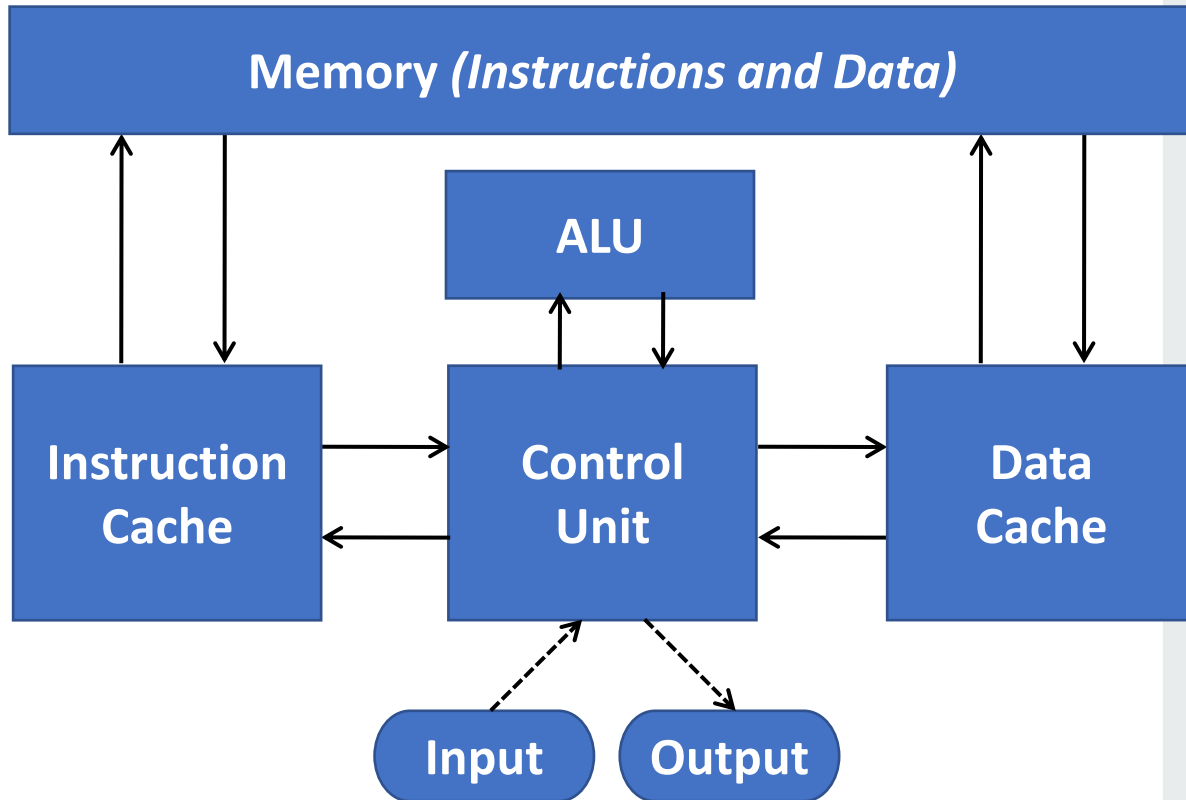 Memory (Instructions and Data)
ALU
Instruction
Cache
Control
Unit
Data
Cache
Input
Output